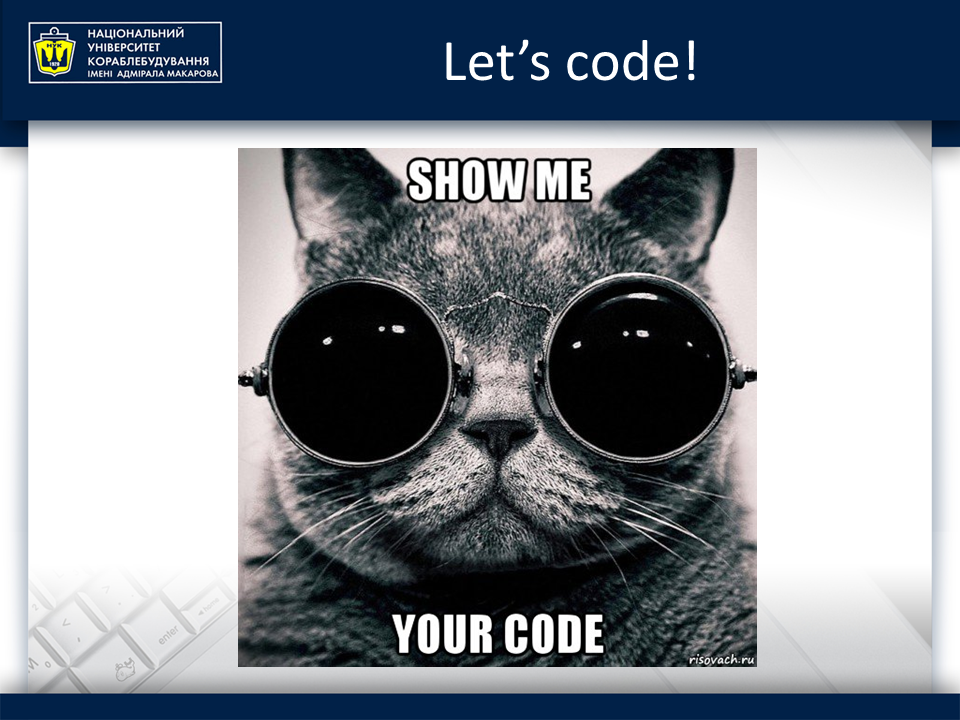 НАЦІОНАЛЬНИЙ
УНІВЕРСИТЕТ
КОРАБЛЕБУДУВАННЯ
ІМЕНІ АДМІРАЛА МАКАРОВА
НУК
1920
Let’s code!
SHOW ME
YOUR CODE
risovach.ru
enter